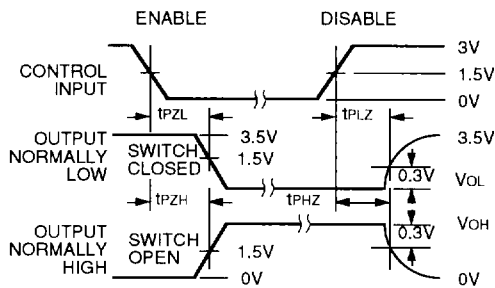 ENABLE
DISABLE
CONTROL
INPUT
3V
1.5V
0V
tPZL
tPLZ
OUTPUT
NORMALLY
LOW
SWITCH
CLOSED
3.5V
1.5V
3.5V
0.3V
VOL
tPZH
tPHZ
VOH
0.3V
OUTPUT
NORMALLY
HIGH
SWITCH
OPEN
1.5V
0V
0V